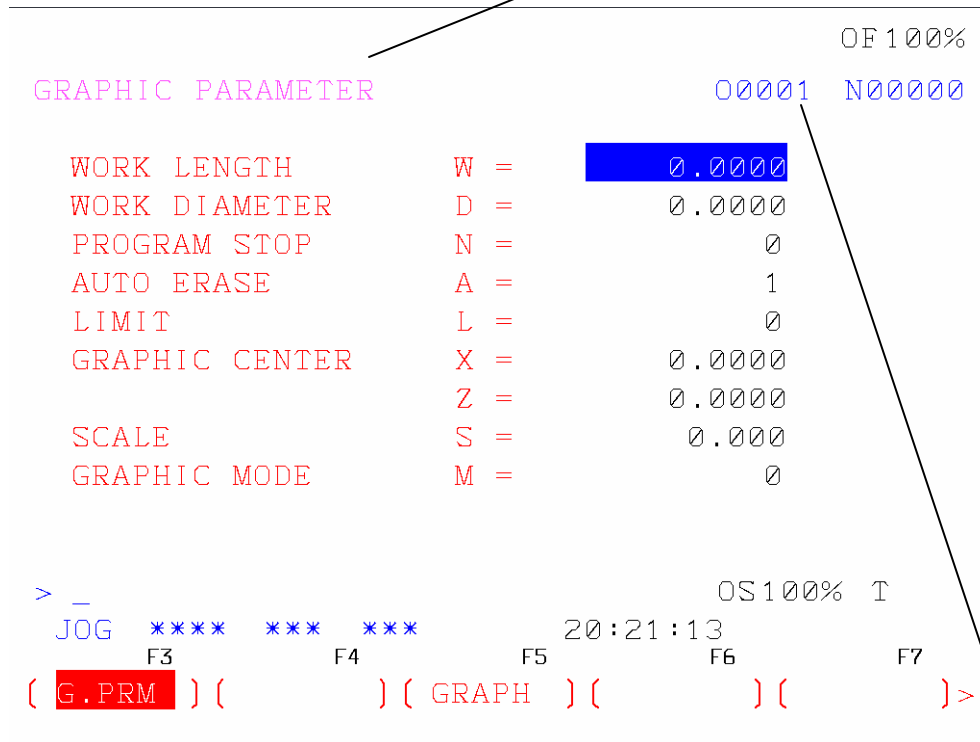 OF100%
GRAPHIC PARAMETER O0001 N00000
WORK LENGTH W = 0.0000
WORK DIAMETER D = 0.0000
PROGRAM STOP N = 0
AUTO ERASE A = 1
LIMIT L = 0
GRAPHIC CENTER X = 0.0000
Z = 0.0000
SCALE S = 0.000
GRAPHIC MODE M = 0
> _ OS100% T
JOG **** *** *** 20:21:13
F3 F4 F5 F6 F7
( G.PRM ) ( ) ( GRAPH ) ( ) ( ) >